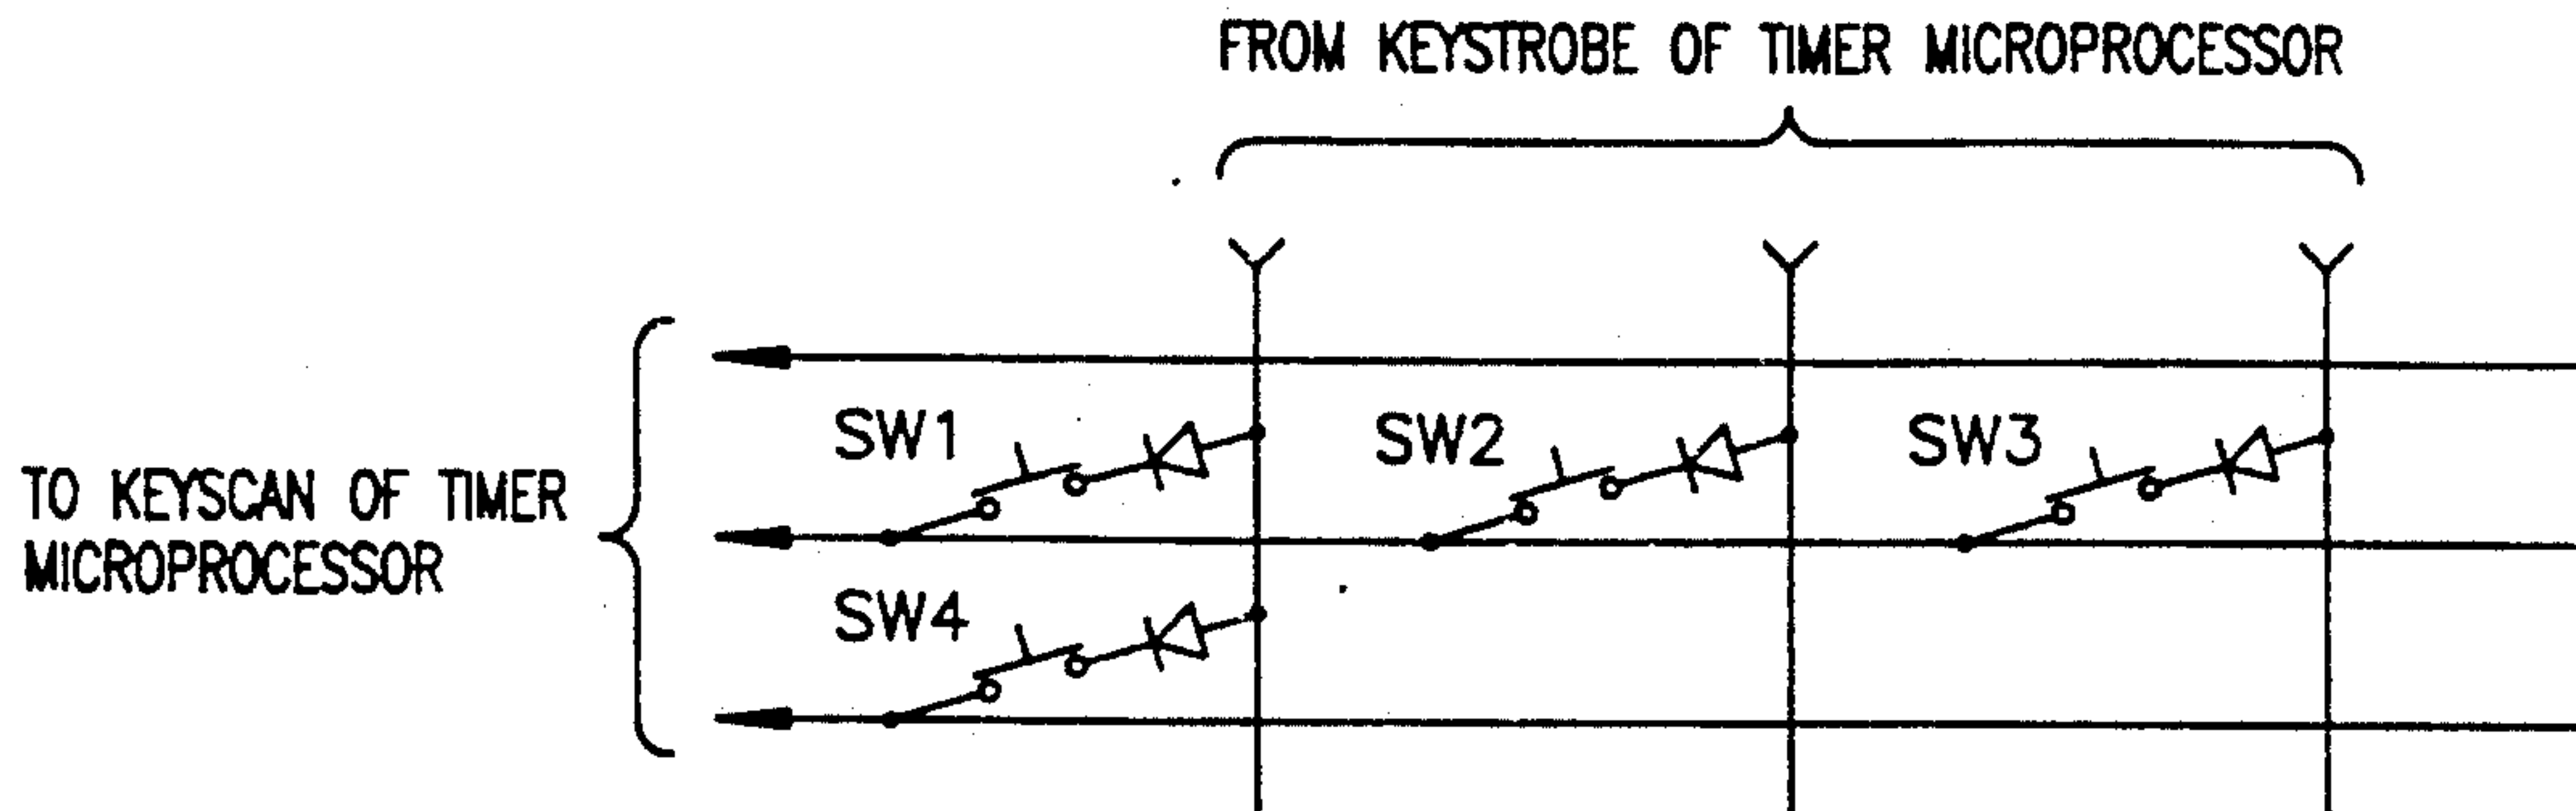 FROM KEYSTROBE OF TIMER MICROPROCESSOR
SW1
SW2
SW3
TO KEYSCAN OF TIMER
MICROPROCESSOR
SW4